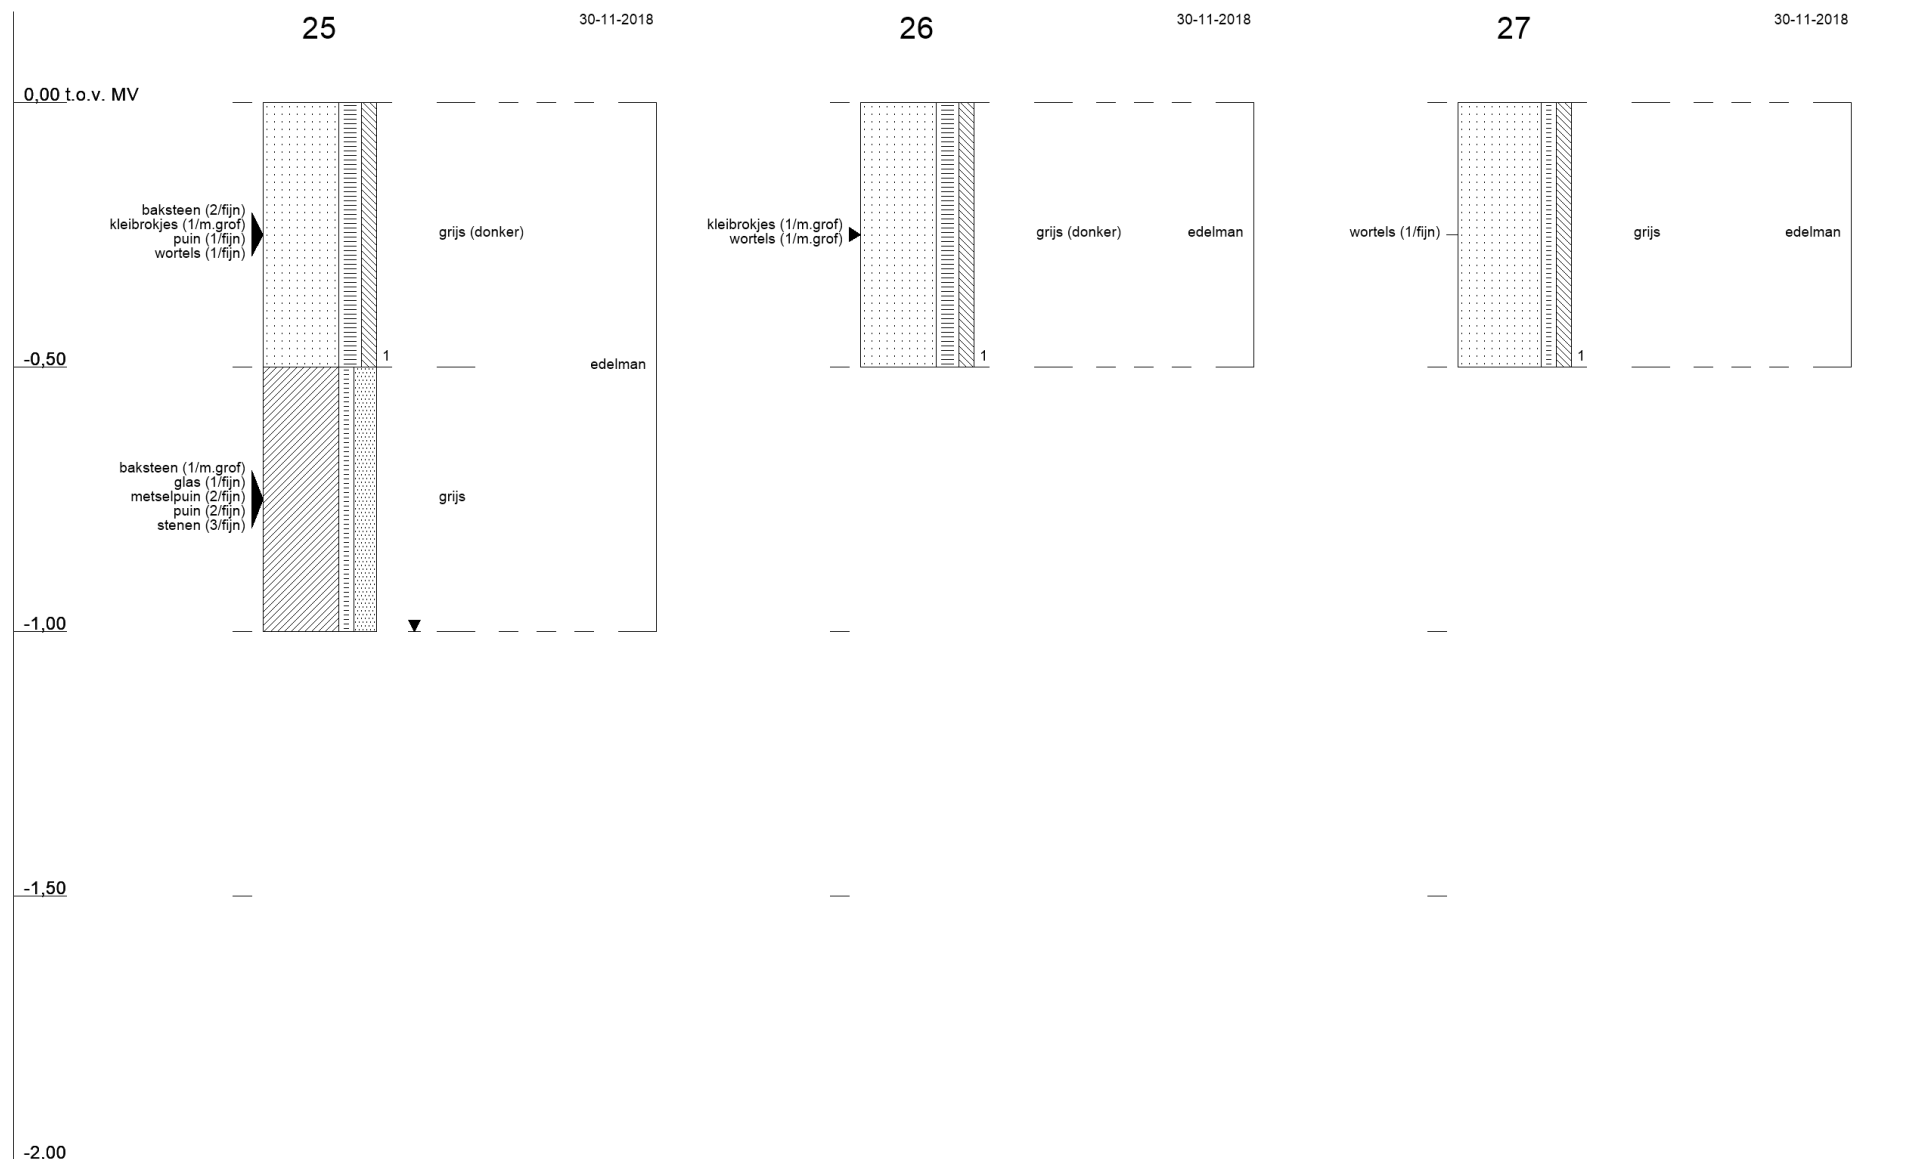 25
30-11-2018
26
30-11-2018
27
30-11-2018
0,00 t.o.v. MV
baksteen (2/fijn)
kleibrokjes (1/m.grof)
puin (1/fijn)
wortels (1/fijn)
grijs (donker)
kleibrokjes (1/m.grof)
wortels (1/m.grof)
grijs (donker)
edelman
wortels (1/fijn)
grijs
edelman
-0,50
1
edelman
1
1
baksteen (1/m.grof)
glas (1/fijn)
metselpuin (2/fijn)
puin (2/fijn)
stenen (3/fijn)
grijs
-1,00
-1,50
-2,00